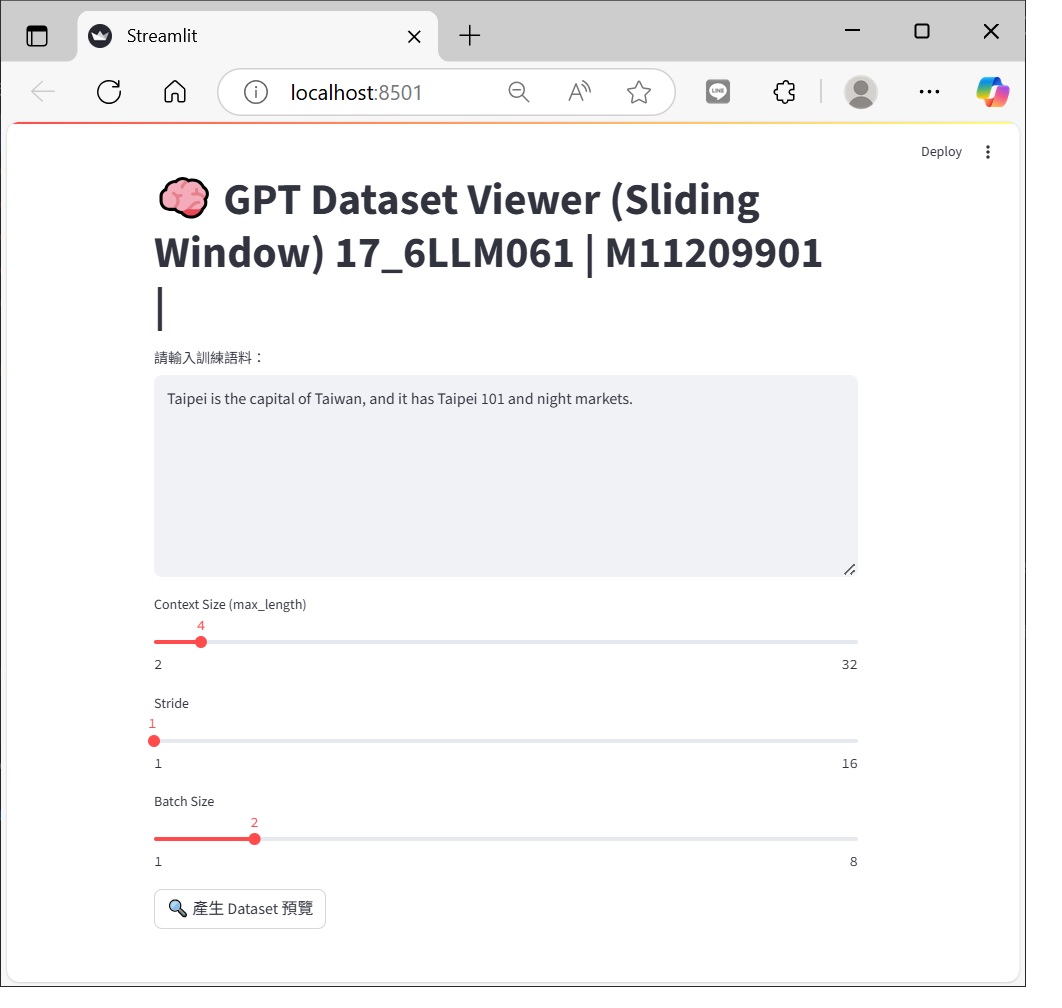 Streamlit
localhost:8501
LINE
Deploy
🧠 GPT Dataset Viewer (Sliding
Window) 17_6LLM061 | M11209901
|
請輸入訓練語料：
Taipei is the capital of Taiwan, and it has Taipei 101 and night markets.
Context Size (max_length)
4
2 32
Stride
1
1 16
Batch Size
2
1 8
🔍 產生 Dataset 預覽